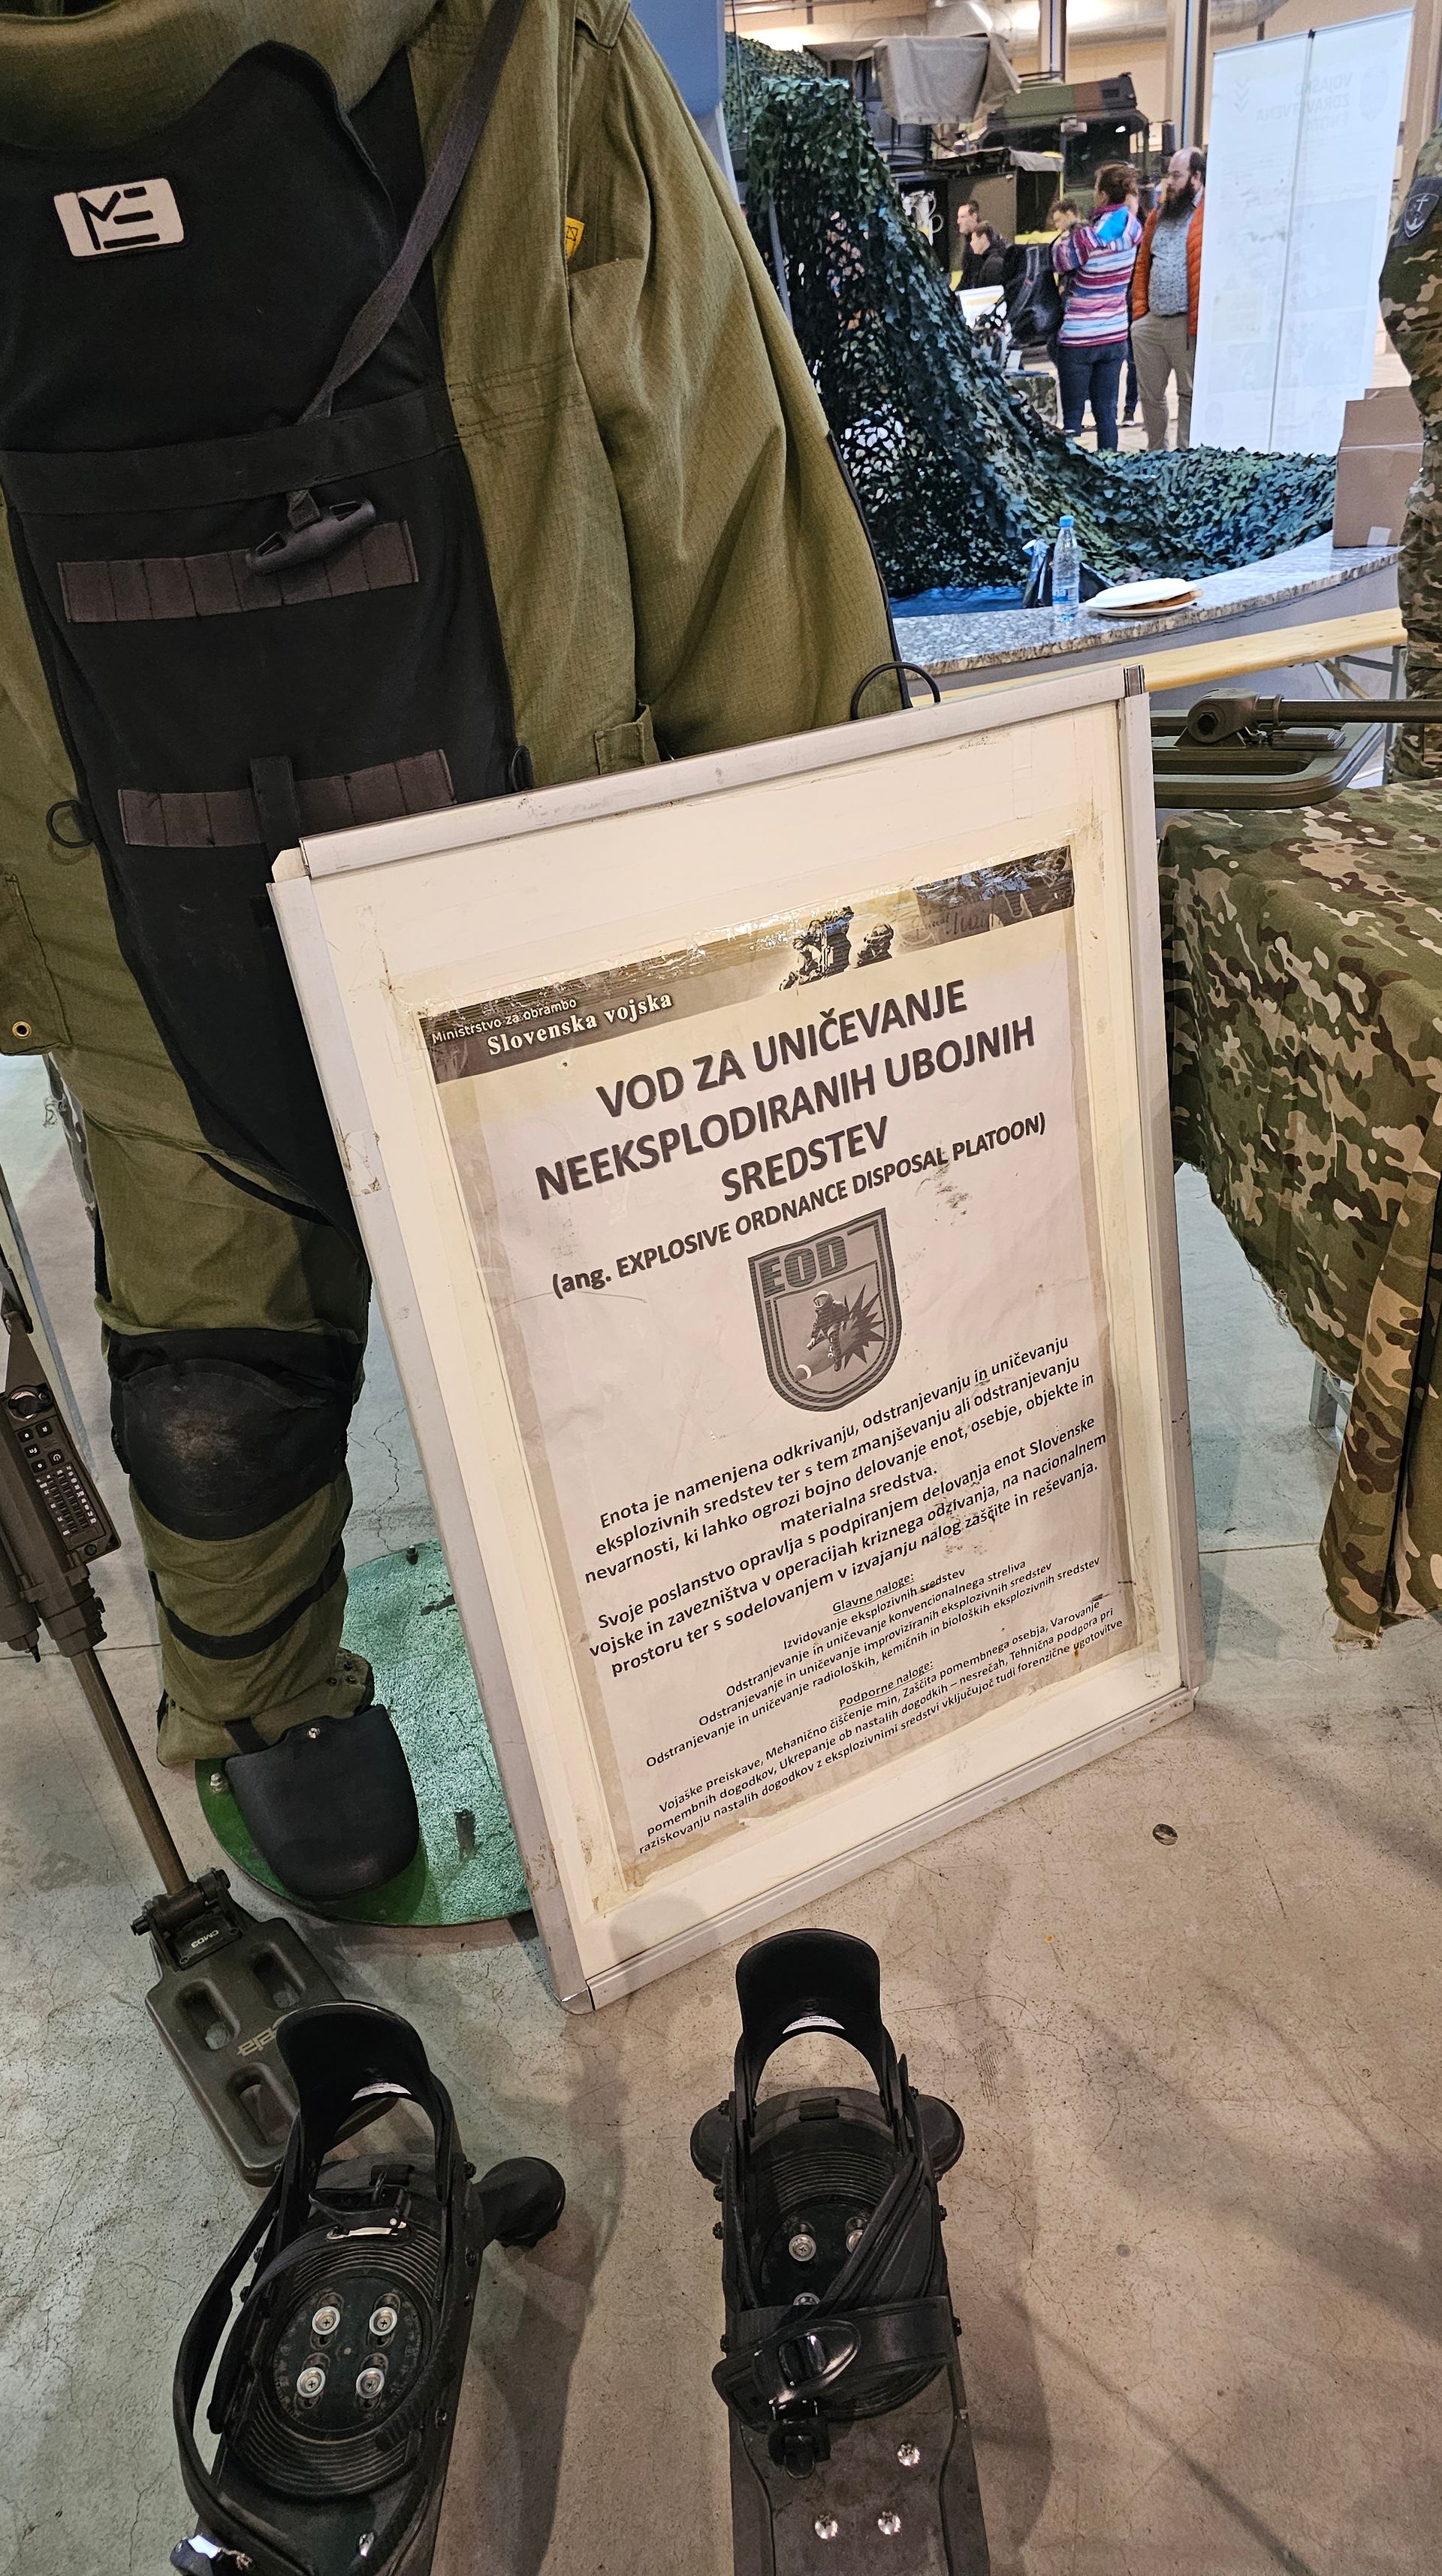 ME
VOJAŠKA
ZDRAVSTVENA
Ministrstvo za obrambo
Slovenska vojska
VOD ZA UNIČEVANJE
NEEKSPLODIRANIH UBOJNIH
SREDSTEV
(ang. EXPLOSIVE ORDNANCE DISPOSAL PLATOON)
EOD
Enota je namenjena odkrivanju, odstranjevanju in uničevanju
eksplozivnih sredstev ter s tem zmanjševanju ali odstranjevanju
nevarnosti, ki lahko ogrozi bojno delovanje enot, osebje, objekte in
materialna sredstva.
Svoje poslanstvo opravlja s podpiranjem delovanja enot Slovenske
vojske in zavezništva v operacijah kriznega odzivanja, na nacionalnem
prostoru ter s sodelovanjem v izvajanju nalog zaščite in reševanja.
Glavne naloge:
Izvidovanje eksplozivnih sredstev
Odstranjevanje in uničevanje konvencionalnega streliva
Odstranjevanje in uničevanje improviziranih eksplozivnih sredstev
Odstranjevanje in uničevanje radioloških, kemičnih in bioloških eksplozivnih sredstev
Podporne naloge:
Vojaške preiskave, Mehanično čiščenje min, Zaščita pomembnega osebja, Varovanje
pomembnih dogodkov, Ukrepanje ob nastalih dogodkih – nesrečah, Tehnična podpora pri
raziskovanju nastalih dogodkov z eksplozivnimi sredstvi vključujoč tudi forenzične ugotovitve
CMD3